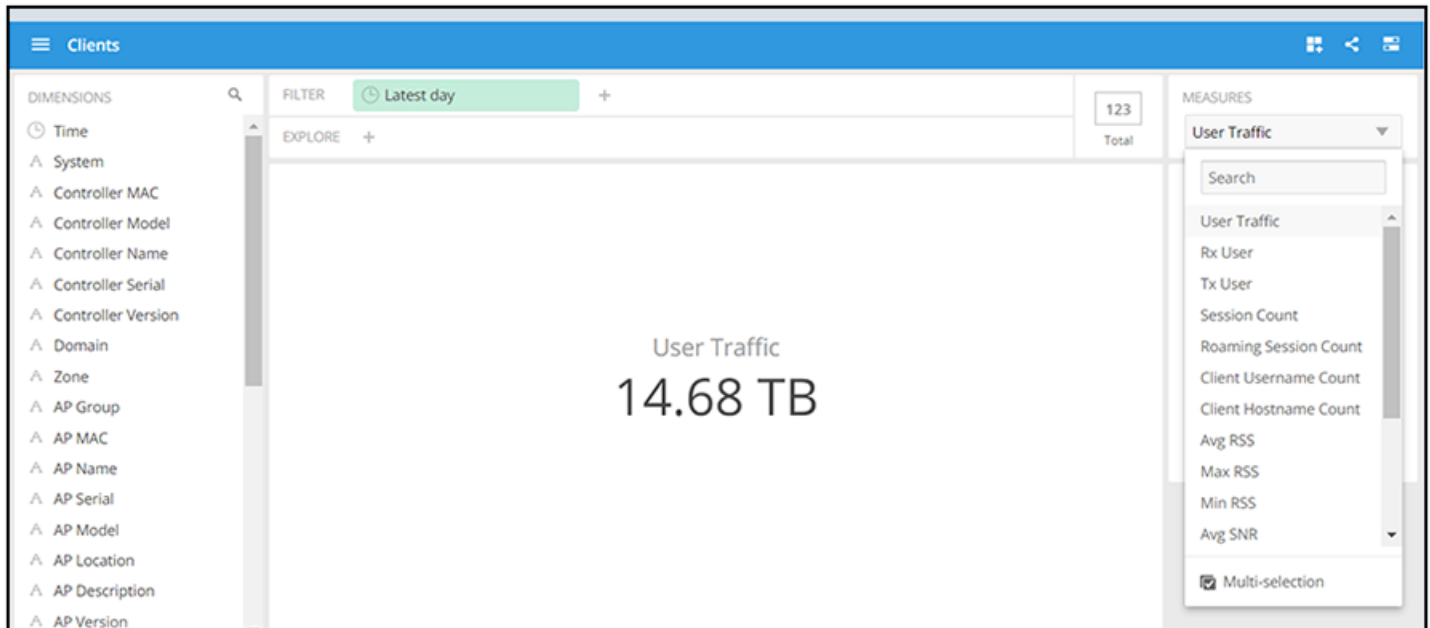 Clients
DIMENSIONS
Time
System
Controller MAC
Controller Model
Controller Name
Controller Serial
Controller Version
Domain
Zone
AP Group
AP MAC
AP Name
AP Serial
AP Model
AP Location
AP Description
AP Version
FILTER Latest day +
EXPLORE +
123
Total
User Traffic
14.68 TB
MEASURES
User Traffic
Search
User Traffic
Rx User
Tx User
Session Count
Roaming Session Count
Client Username Count
Client Hostname Count
Avg RSS
Max RSS
Min RSS
Avg SNR
Multi-selection